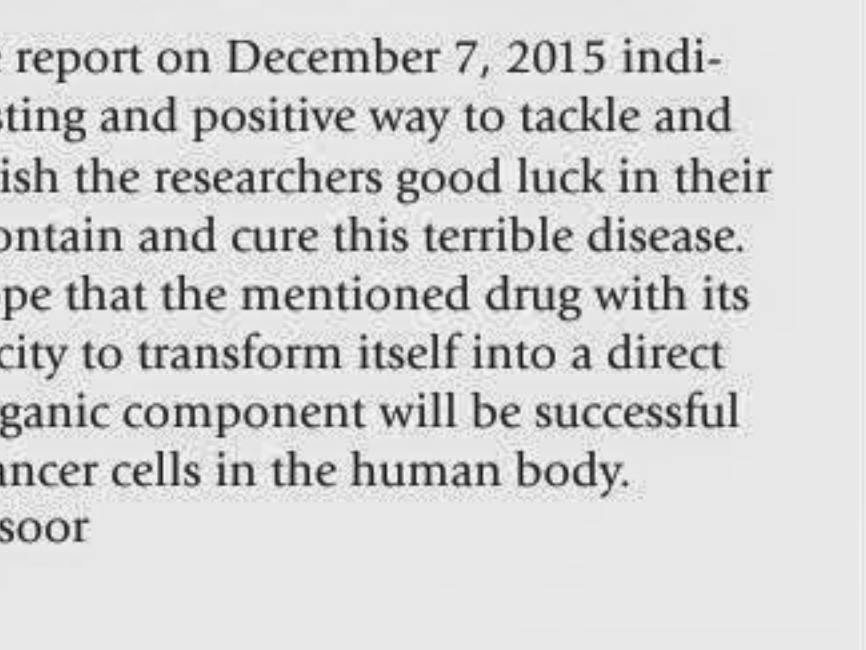 report on December 7, 2015 indi-
sting and positive way to tackle and
ish the researchers good luck in their
ontain and cure this terrible disease.
pe that the mentioned drug with its
city to transform itself into a direct
ganic component will be successful
ancer cells in the human body.
soor